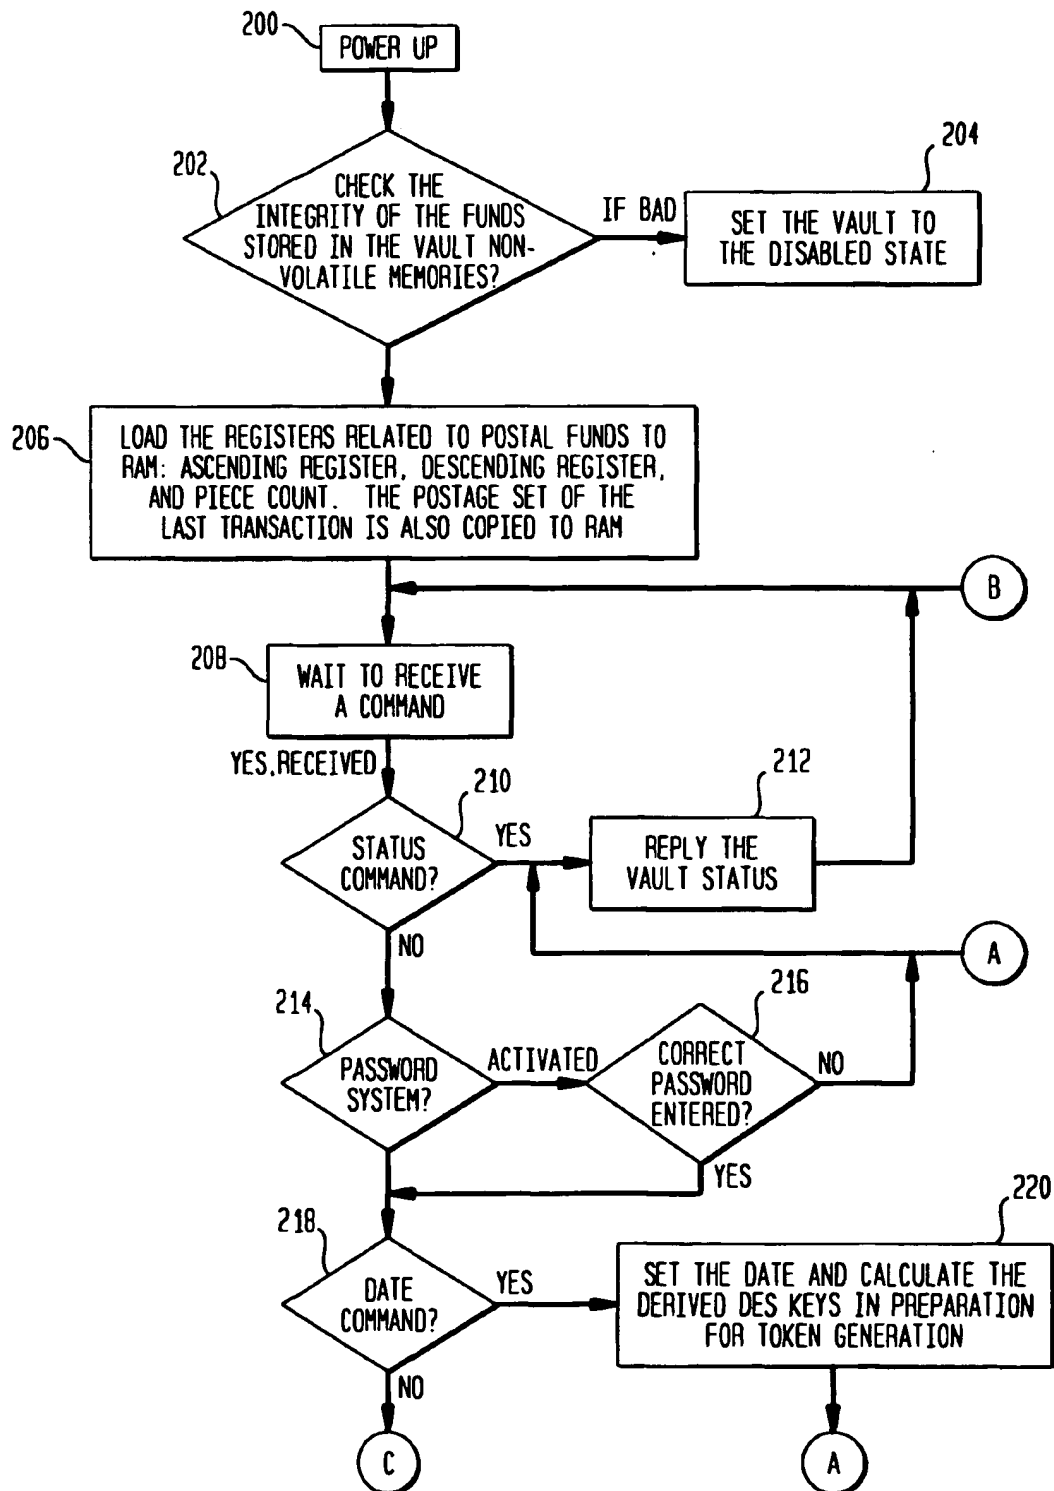 200
POWER UP
202
CHECK THE
INTEGRITY OF THE FUNDS
STORED IN THE VAULT NON-
VOLATILE MEMORIES?
IF BAD
204
SET THE VAULT TO
THE DISABLED STATE
206
LOAD THE REGISTERS RELATED TO POSTAL FUNDS TO
RAM: ASCENDING REGISTER, DESCENDING REGISTER,
AND PIECE COUNT. THE POSTAGE SET OF THE
LAST TRANSACTION IS ALSO COPIED TO RAM
B
208
WAIT TO RECEIVE
A COMMAND
YES,RECEIVED
210
STATUS
COMMAND?
YES
212
REPLY THE
VAULT STATUS
NO
A
214
PASSWORD
SYSTEM?
ACTIVATED
216
CORRECT
PASSWORD
ENTERED?
NO
YES
218
DATE
COMMAND?
YES
220
SET THE DATE AND CALCULATE THE
DERIVED DES KEYS IN PREPARATION
FOR TOKEN GENERATION
NO
C
A